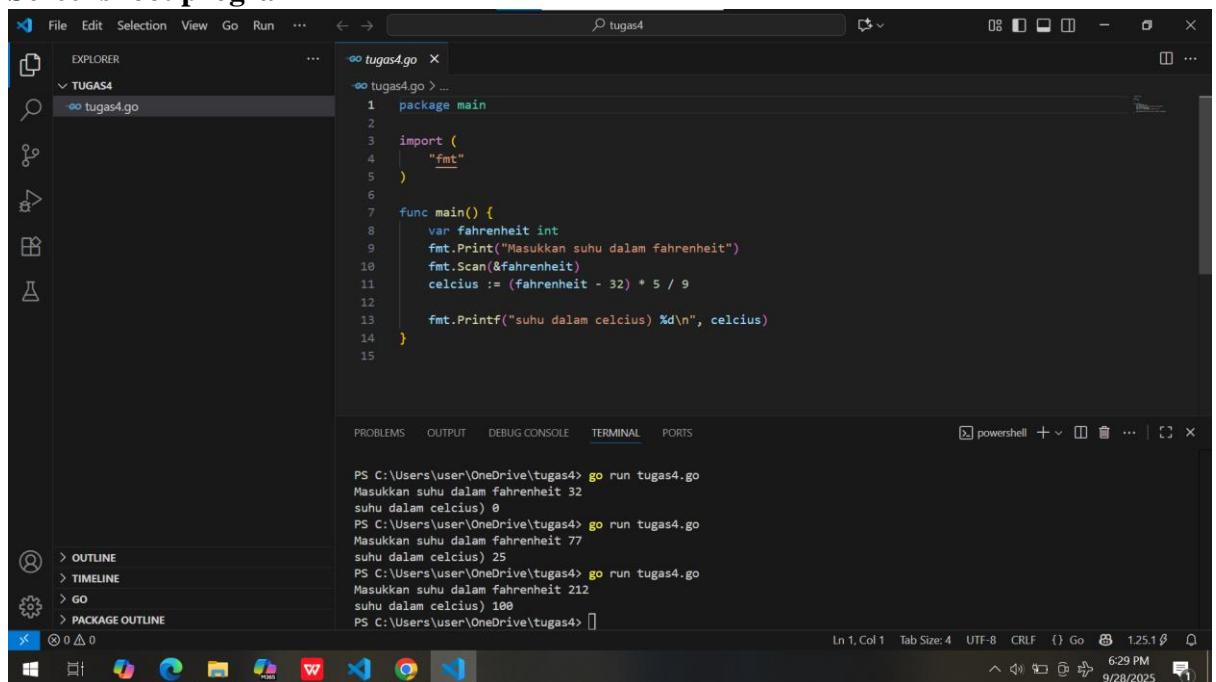 File Edit Selection View Go Run ···
tugas4
EXPLORER ···
TUGAS4
tugas4.go
tugas4.go
tugas4.go > ...
1 package main
2
3 import (
4 "fmt"
5 )
6
7 func main() {
8 var fahrenheit int
9 fmt.Print("Masukkan suhu dalam fahrenheit")
10 fmt.Scan(&fahrenheit)
11 celcius := (fahrenheit - 32) * 5 / 9
12
13 fmt.Printf("suhu dalam celcius) %d\n", celcius)
14 }
15
PROBLEMS OUTPUT DEBUG CONSOLE TERMINAL PORTS
powershell
PS C:\Users\user\OneDrive\tugas4> go run tugas4.go
Masukkan suhu dalam fahrenheit 32
suhu dalam celcius) 0
PS C:\Users\user\OneDrive\tugas4> go run tugas4.go
Masukkan suhu dalam fahrenheit 77
suhu dalam celcius) 25
PS C:\Users\user\OneDrive\tugas4> go run tugas4.go
Masukkan suhu dalam fahrenheit 212
suhu dalam celcius) 100
PS C:\Users\user\OneDrive\tugas4>
OUTLINE
TIMELINE
GO
PACKAGE OUTLINE
0 0
Ln 1, Col 1 Tab Size: 4 UTF-8 CRLF {} Go 1.25.1
6:29 PM
9/28/2025